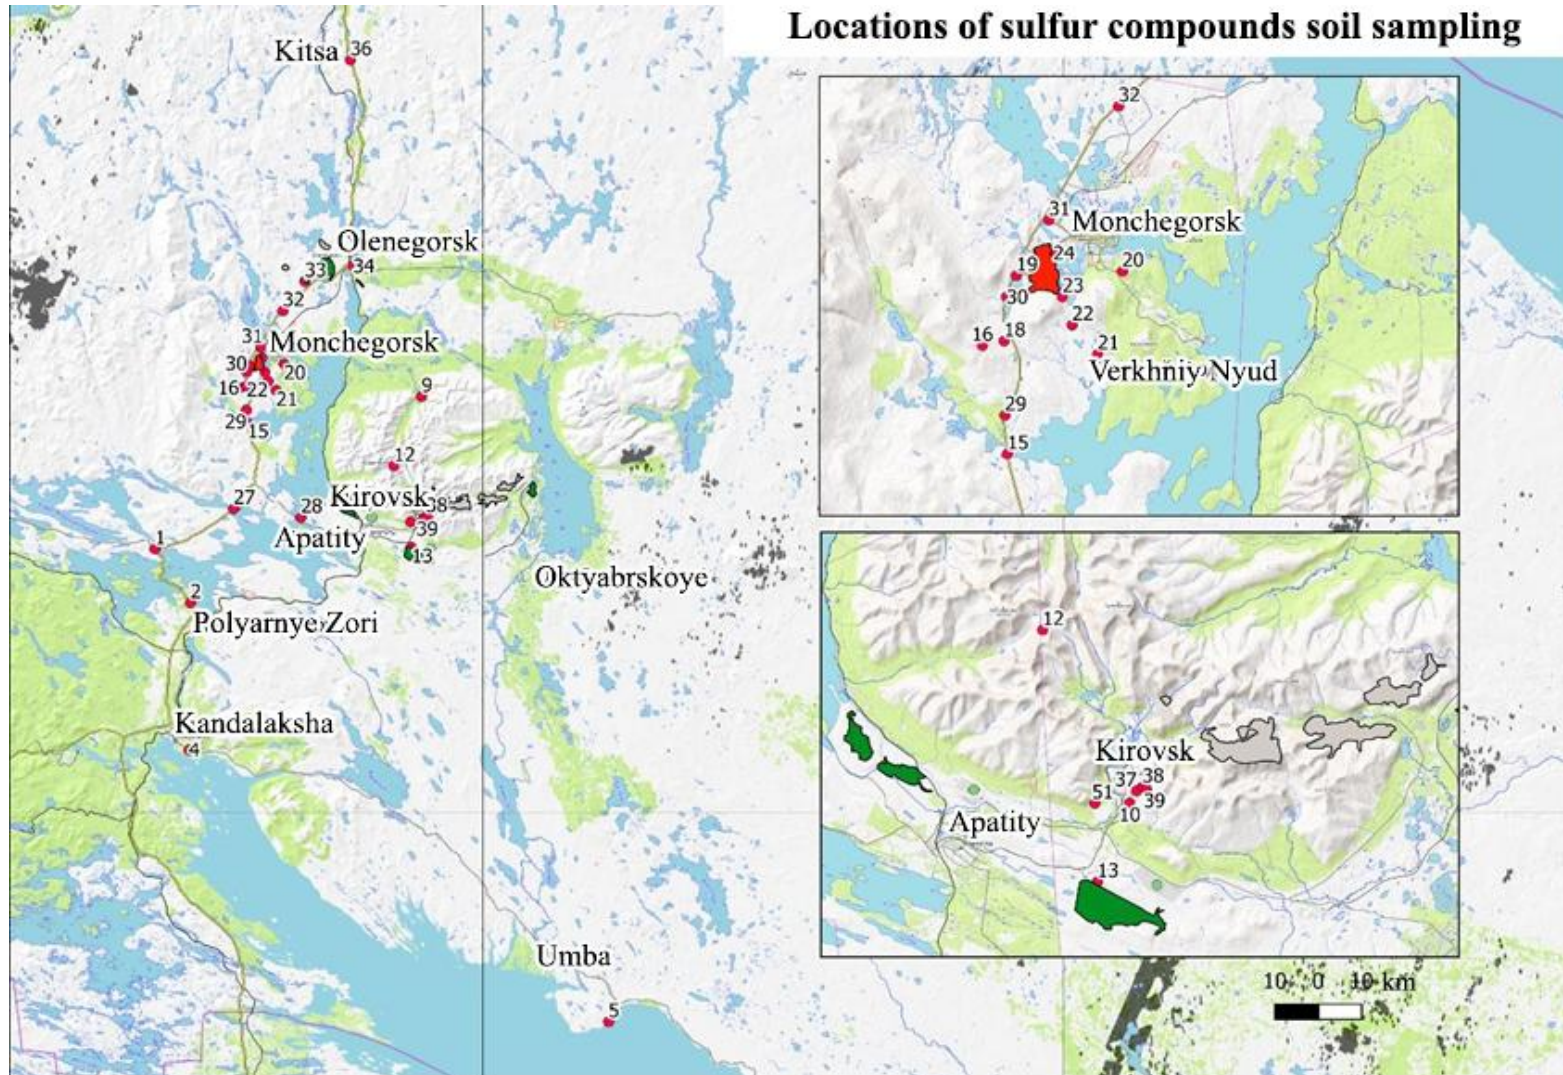 Locations of sulfur compounds soil sampling
Kitsa
36
Olenegorsk
33
34
32
31
Monchegorsk
30
20
16
22
21
29
15
9
12
27
28
Kirovsk
38
Apatity
39
13
1
2
Oktyabrskoye
Polyarnye Zori
Kandalaksha
4
Umba
5
32
31
Monchegorsk
24
19
20
30
23
22
16
18
21
Verkhniy Nyud
29
15
12
Kirovsk
37
38
51
39
10
Apatity
13
10 0 10 km